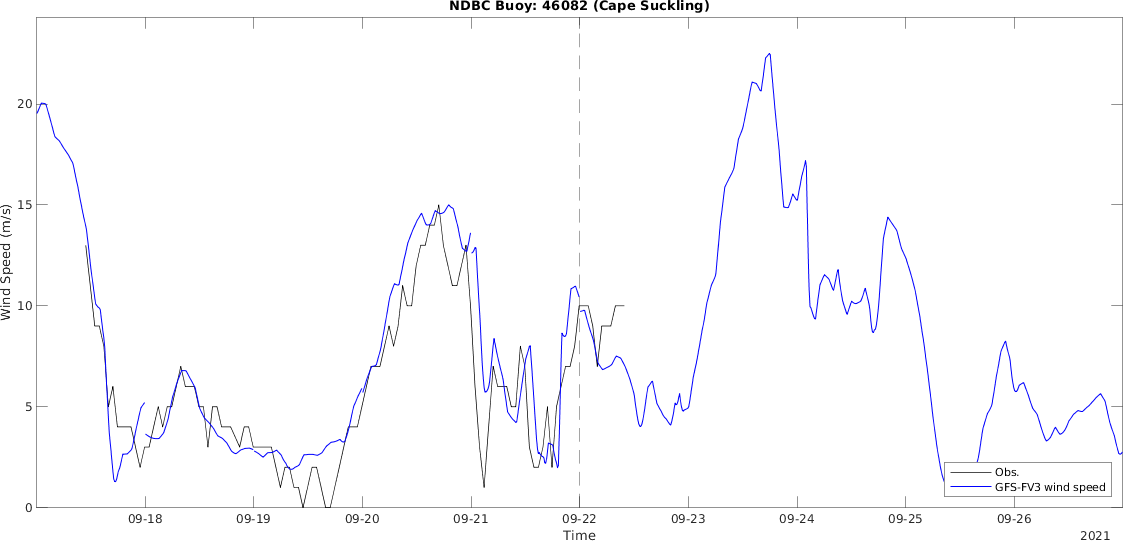 NDBC Buoy: 46082 (Cape Suckling)
Wind Speed (m/s)
20
15
10
5
0
09-18 09-19 09-20 09-21 09-22 09-23 09-24 09-25 09-26
Time
2021
Obs.
GFS-FV3 wind speed